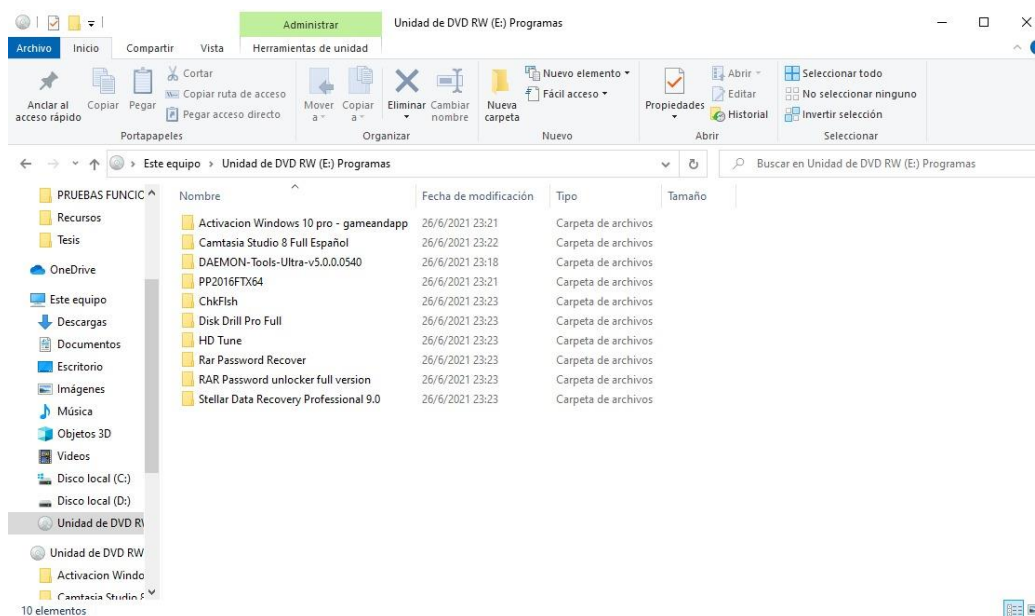 Administrar Unidad de DVD RW (E:) Programas
Archivo Inicio Compartir Vista Herramientas de unidad
Anclar al acceso rápido
Copiar
Pegar
Cortar
Copiar ruta de acceso
Pegar acceso directo
Portapapeles
Mover a
Copiar a
Eliminar
Cambiar nombre
Organizar
Nueva carpeta
Nuevo elemento
Fácil acceso
Nuevo
Propiedades
Abrir
Editar
Historial
Abrir
Seleccionar todo
No seleccionar ninguno
Invertir selección
Seleccionar
Este equipo › Unidad de DVD RW (E:) Programas
Buscar en Unidad de DVD RW (E:) Programas
PRUEBAS FUNCIC
Recursos
Tesis
OneDrive
Este equipo
Descargas
Documentos
Escritorio
Imágenes
Música
Objetos 3D
Videos
Disco local (C:)
Disco local (D:)
Unidad de DVD RW
Unidad de DVD RW
Activacion Windo
Camtasia Studio 8
Nombre Fecha de modificación Tipo Tamaño
Activacion Windows 10 pro - gameandapp 26/6/2021 23:21 Carpeta de archivos
Camtasia Studio 8 Full Español 26/6/2021 23:22 Carpeta de archivos
DAEMON-Tools-Ultra-v5.0.0.0540 26/6/2021 23:18 Carpeta de archivos
PP2016FTX64 26/6/2021 23:21 Carpeta de archivos
ChkFlsh 26/6/2021 23:23 Carpeta de archivos
Disk Drill Pro Full 26/6/2021 23:23 Carpeta de archivos
HD Tune 26/6/2021 23:23 Carpeta de archivos
Rar Password Recover 26/6/2021 23:23 Carpeta de archivos
RAR Password unlocker full version 26/6/2021 23:23 Carpeta de archivos
Stellar Data Recovery Professional 9.0 26/6/2021 23:23 Carpeta de archivos
10 elementos